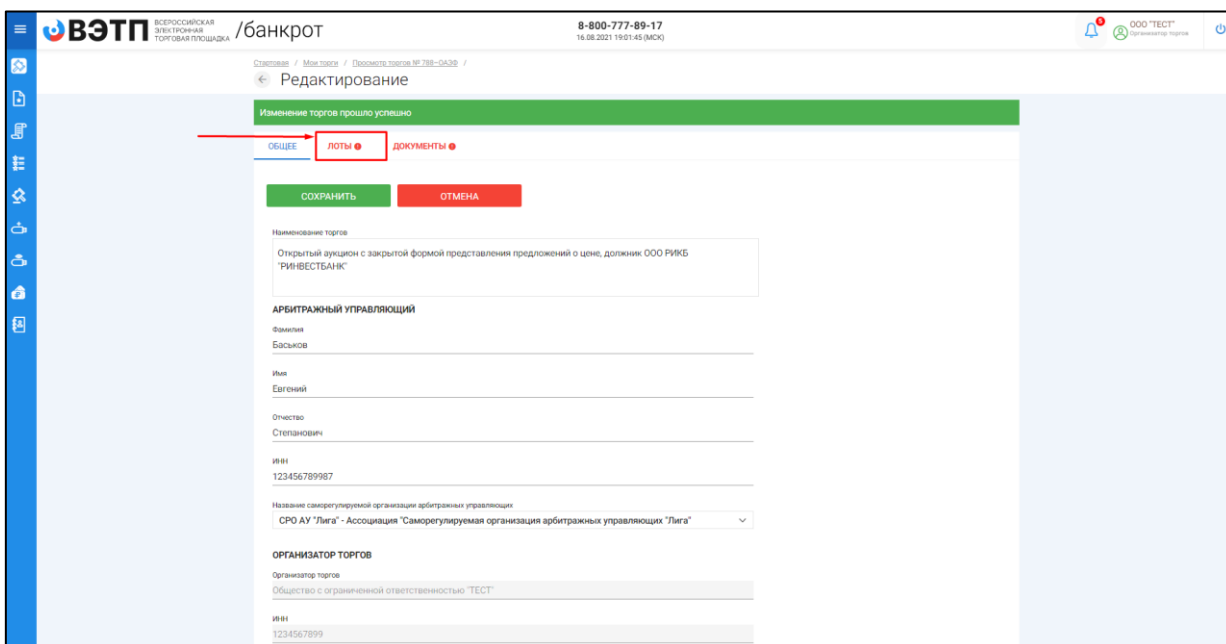 ВЭТП
ВСЕРОССИЙСКАЯ
ЭЛЕКТРОННАЯ
ТОРГОВАЯ ПЛОЩАДКА
/банкрот
8-800-777-89-17
16.08.2021 19:01:45 (МСК)
5
ООО "ТЕСТ"
Организатор торгов
Стартовая / Мои торги / Просмотр торгов № 788-ОАЗФ /
Редактирование
Изменение торгов прошло успешно
ОБЩЕЕ ЛОТЫ ДОКУМЕНТЫ
СОХРАНИТЬ ОТМЕНА
Наименование торгов
Открытый аукцион с закрытой формой представления предложений о цене, должник ООО РИКБ
"РИНВЕСТБАНК"
АРБИТРАЖНЫЙ УПРАВЛЯЮЩИЙ
Фамилия
Баськов
Имя
Евгений
Отчество
Степанович
ИНН
123456789987
Название саморегулируемой организации арбитражных управляющих
СРО АУ "Лига" - Ассоциация "Саморегулируемая организация арбитражных управляющих "Лига"
ОРГАНИЗАТОР ТОРГОВ
Организатор торгов
Общество с ограниченной ответственностью "ТЕСТ"
ИНН
1234567899